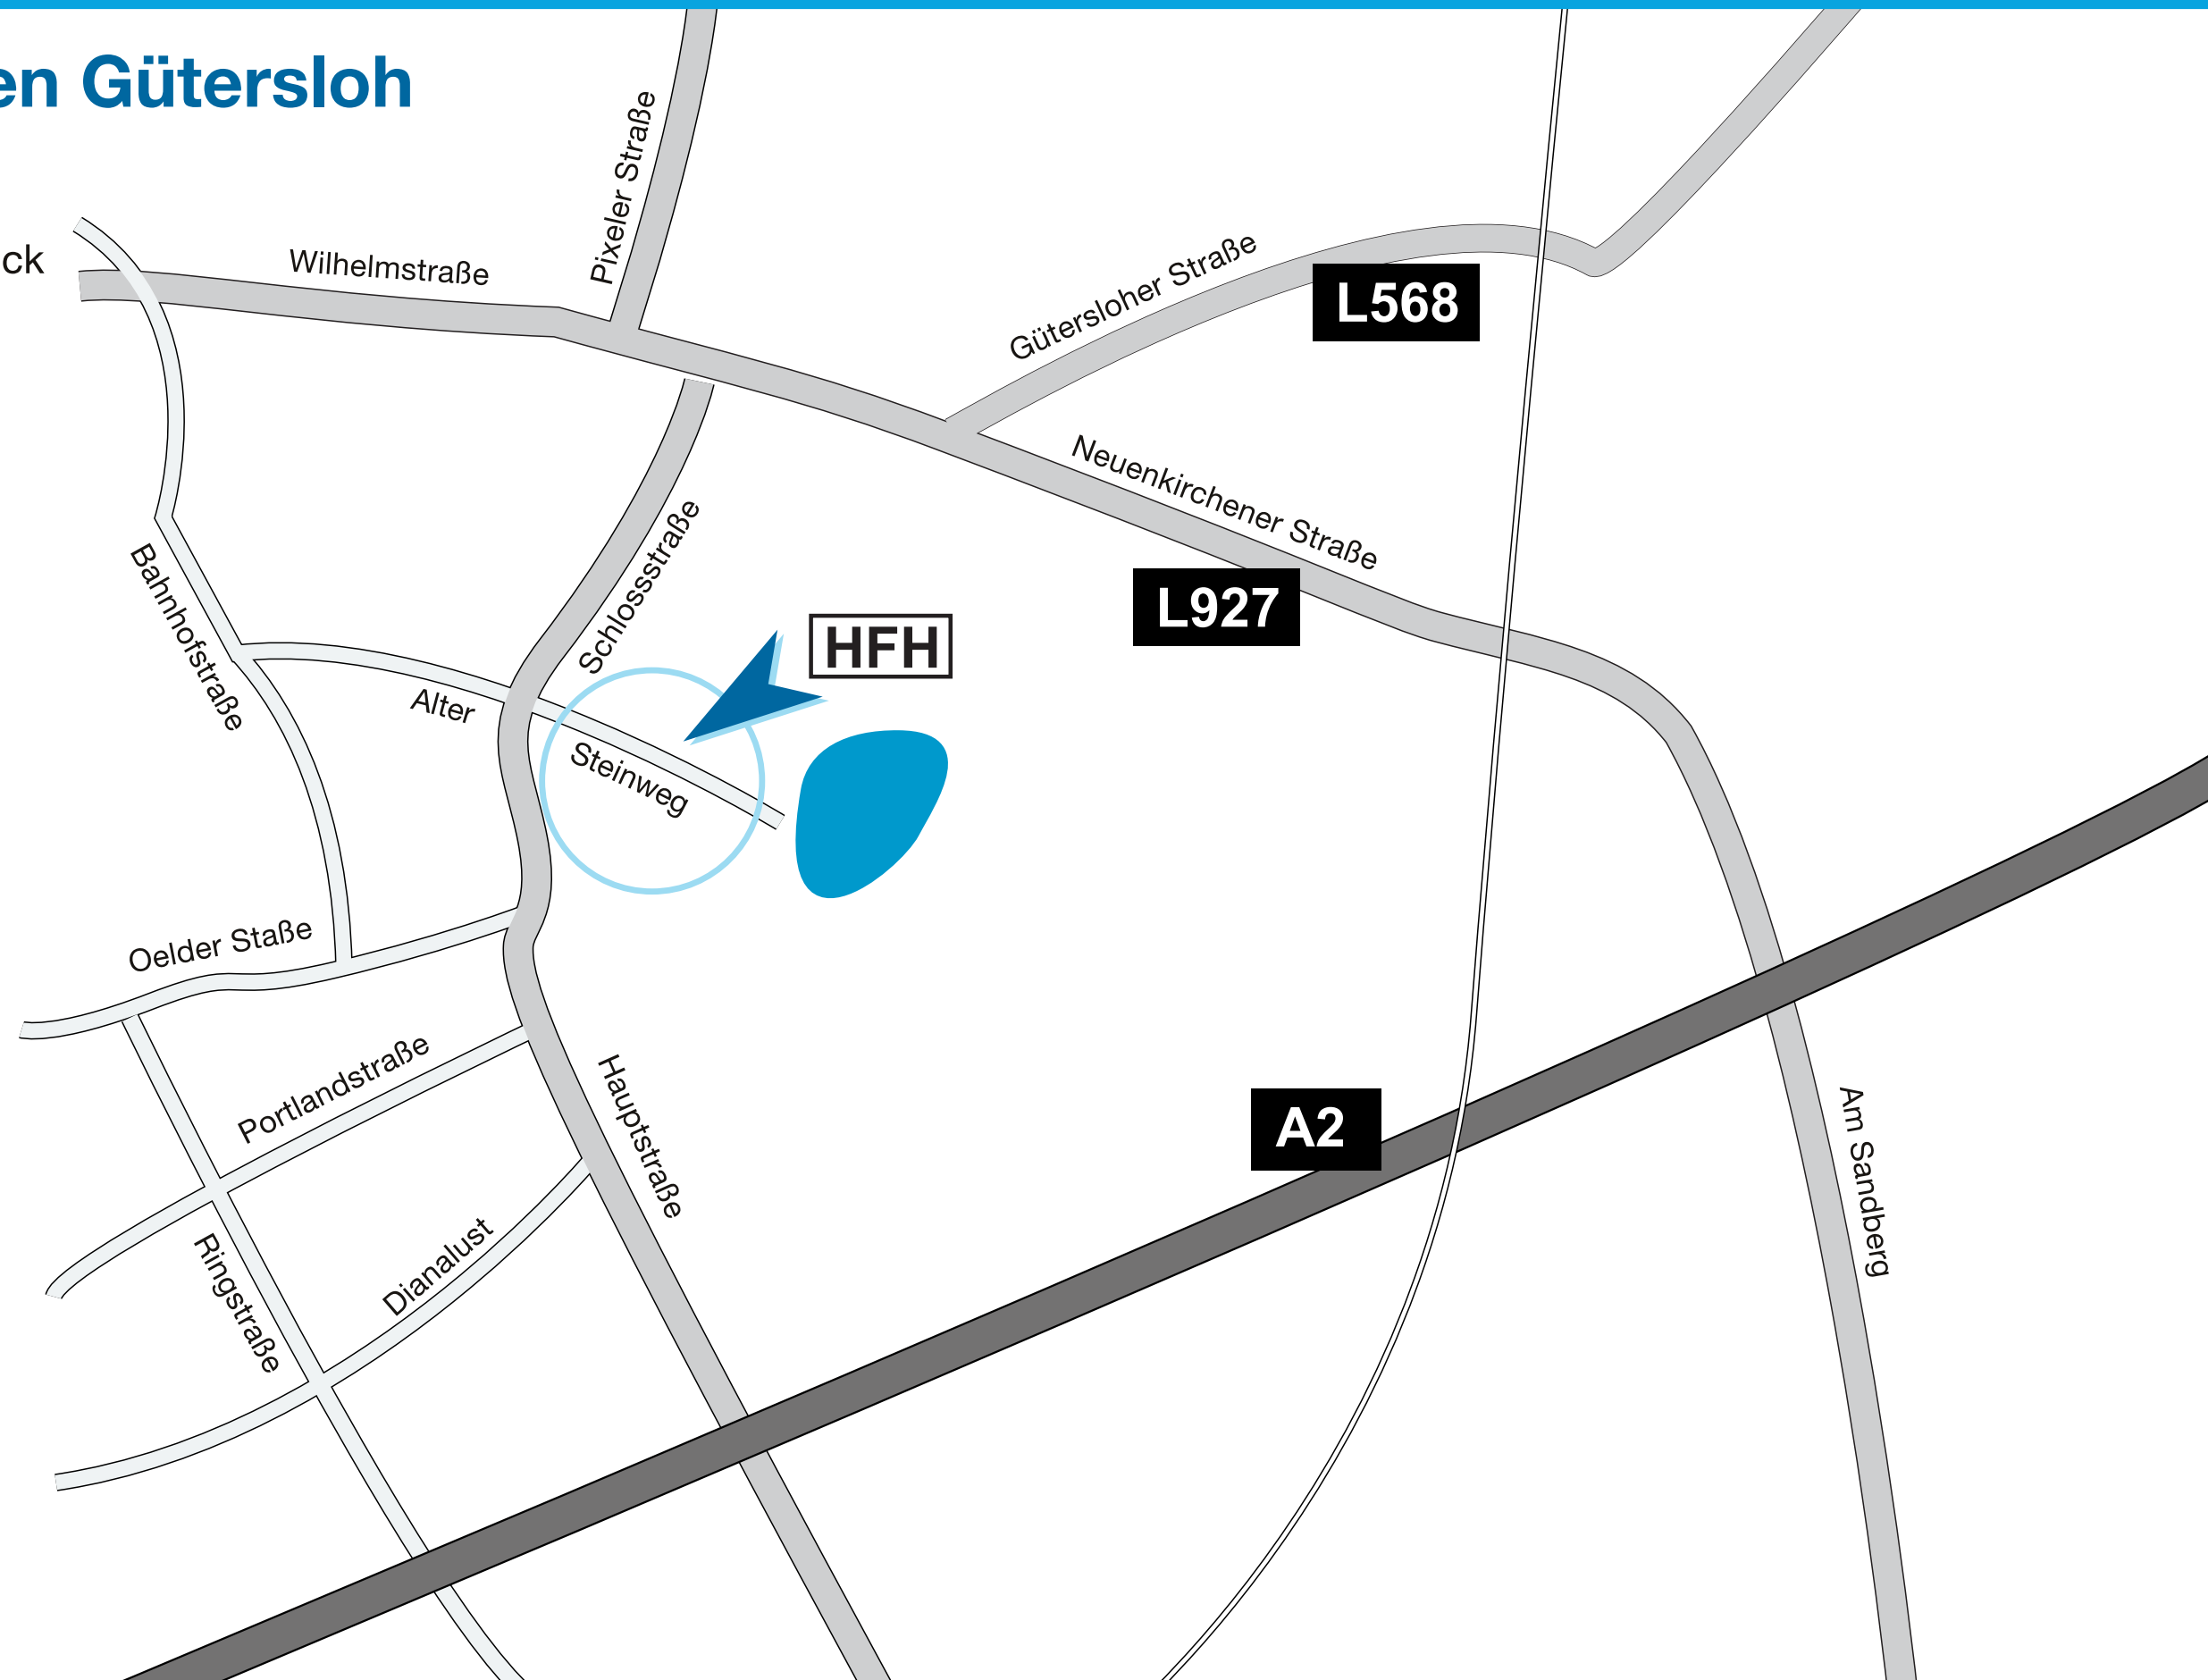 en Gütersloh
ck
Wilhelmstraße
Pixeler Straße
Gütersloher Straße
L568
Neuenkirchener Straße
L927
Schlossstraße
HFH
Bahnhofstraße
Alter
Steinweg
Oelder Staße
Portlandstraße
Hauptstraße
A2
Am Sandberg
Ringstraße
Dianalust